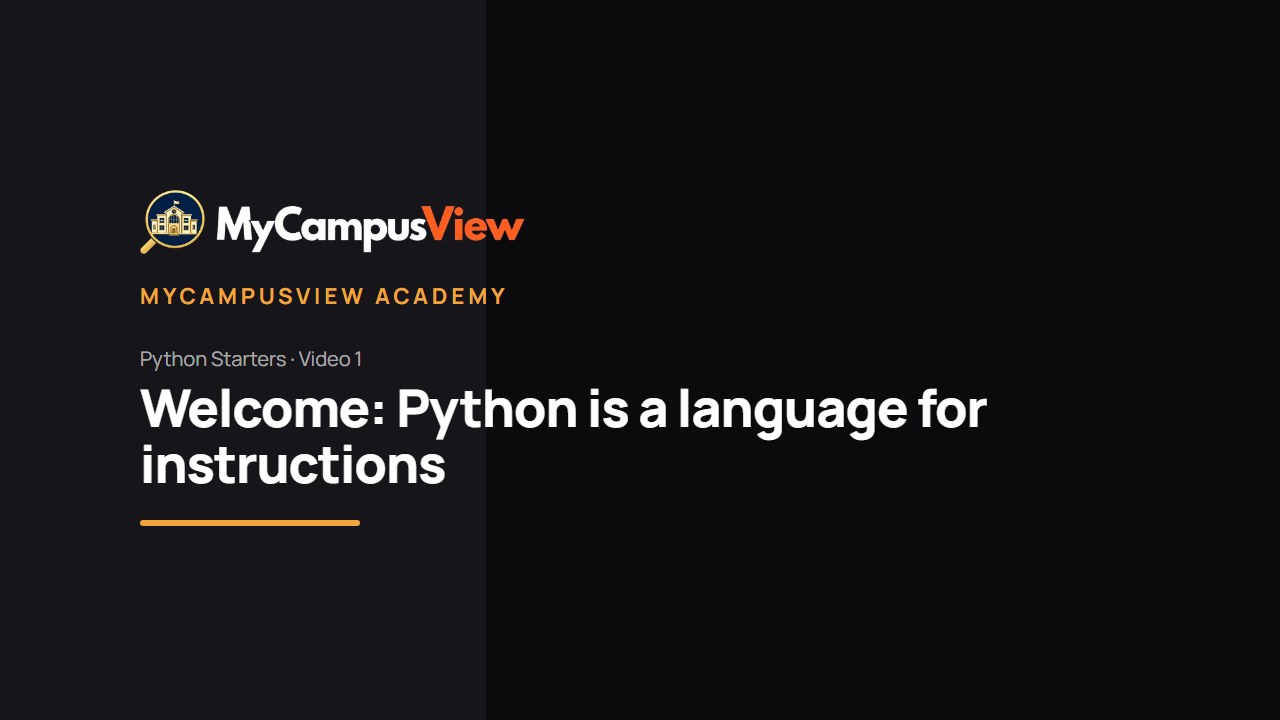 MyCampusView
MYCAMPUSVIEW ACADEMY
Python Starters · Video 1
Welcome: Python is a language for
instructions